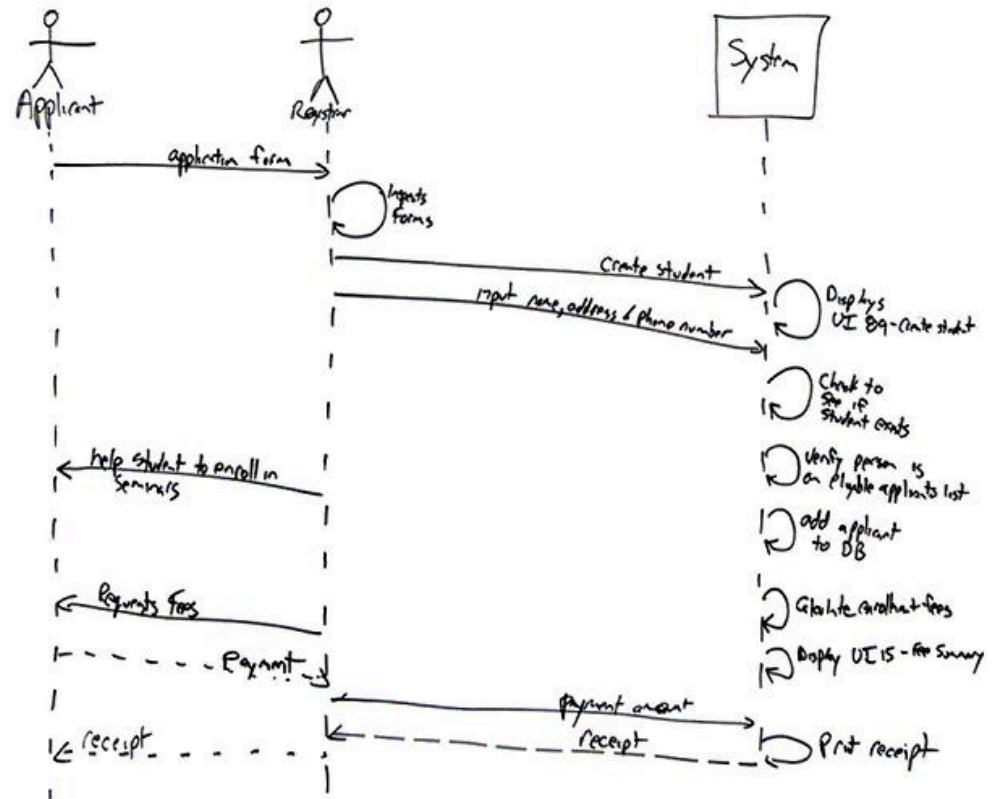 System
Applicant
Registrar
application form
Inspects
forms
Create student
Displays
UI 89-Create student
input name, address & phone number
Check to
see if
student exists
help student to enroll in
seminars
Verify person is
on eligible applicants list
add applicant
to DB
Requests fees
Calculate enrollment fees
Payment
Display UI 15 - fee summary
payment amount
receipt
receipt
Print receipt